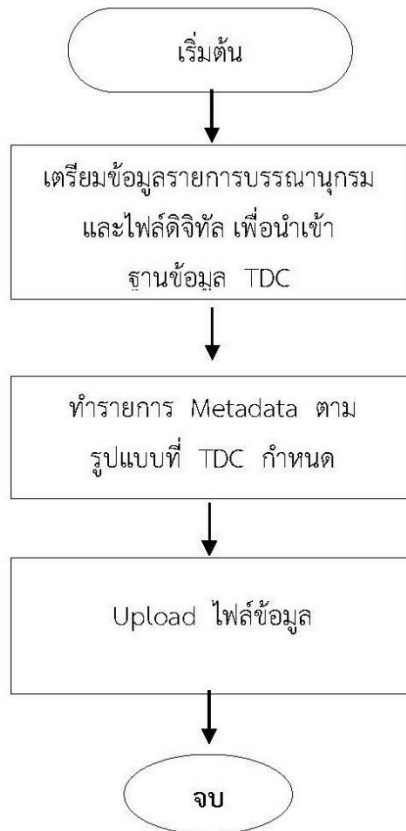 เริ่มต้น
เตรียมข้อมูลรายการบรรณานุกรม
และไฟล์ดิจิทัล เพื่อนำเข้า
ฐานข้อมูล TDC
ทำรายการ Metadata ตาม
รูปแบบที่ TDC กำหนด
Upload ไฟล์ข้อมูล
จบ